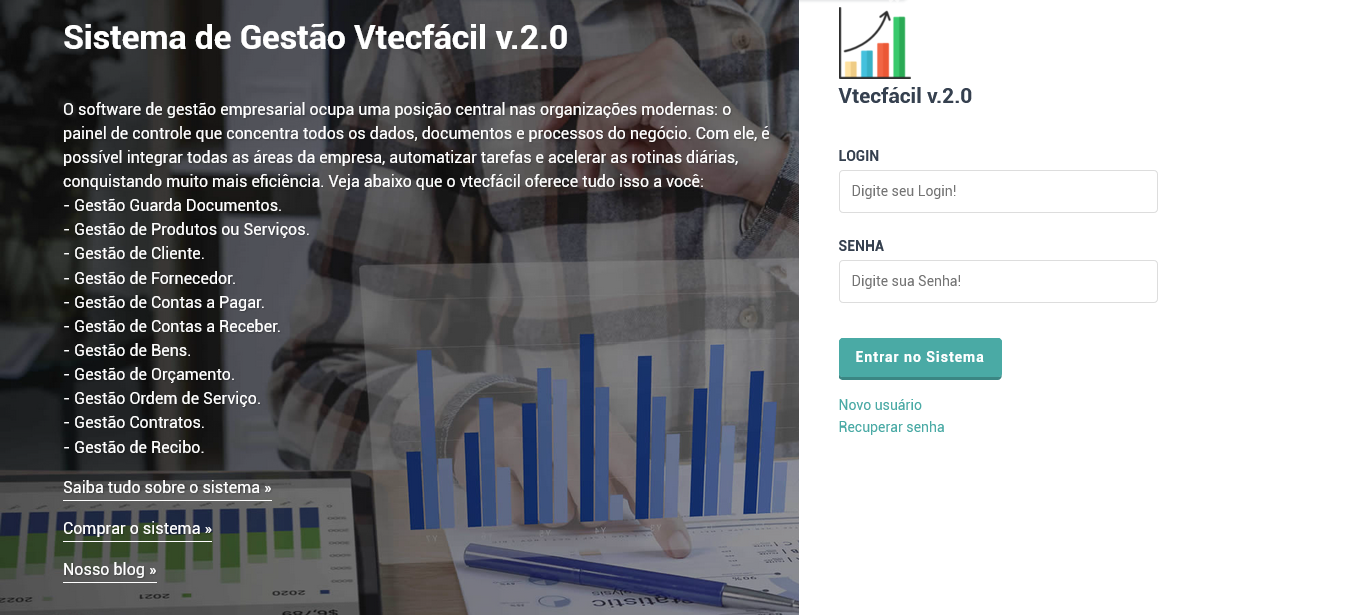 Sistema de Gestão Vtecfácil v.2.0
O software de gestão empresarial ocupa uma posição central nas organizações modernas: o
painel de controle que concentra todos os dados, documentos e processos do negócio. Com ele, é
possível integrar todas as áreas da empresa, automatizar tarefas e acelerar as rotinas diárias,
conquistando muito mais eficiência. Veja abaixo que o vtecfácil oferece tudo isso a você:
- Gestão Guarda Documentos.
- Gestão de Produtos ou Serviços.
- Gestão de Cliente.
- Gestão de Fornecedor.
- Gestão de Contas a Pagar.
- Gestão de Contas a Receber.
- Gestão de Bens.
- Gestão de Orçamento.
- Gestão Ordem de Serviço.
- Gestão Contratos.
- Gestão de Recibo.
Saiba tudo sobre o sistema »
Comprar o sistema »
Nosso blog »
2021
2020
$6,789
Statistic
Vtecfácil v.2.0
LOGIN
Digite seu Login!
SENHA
Digite sua Senha!
Entrar no Sistema
Novo usuário
Recuperar senha